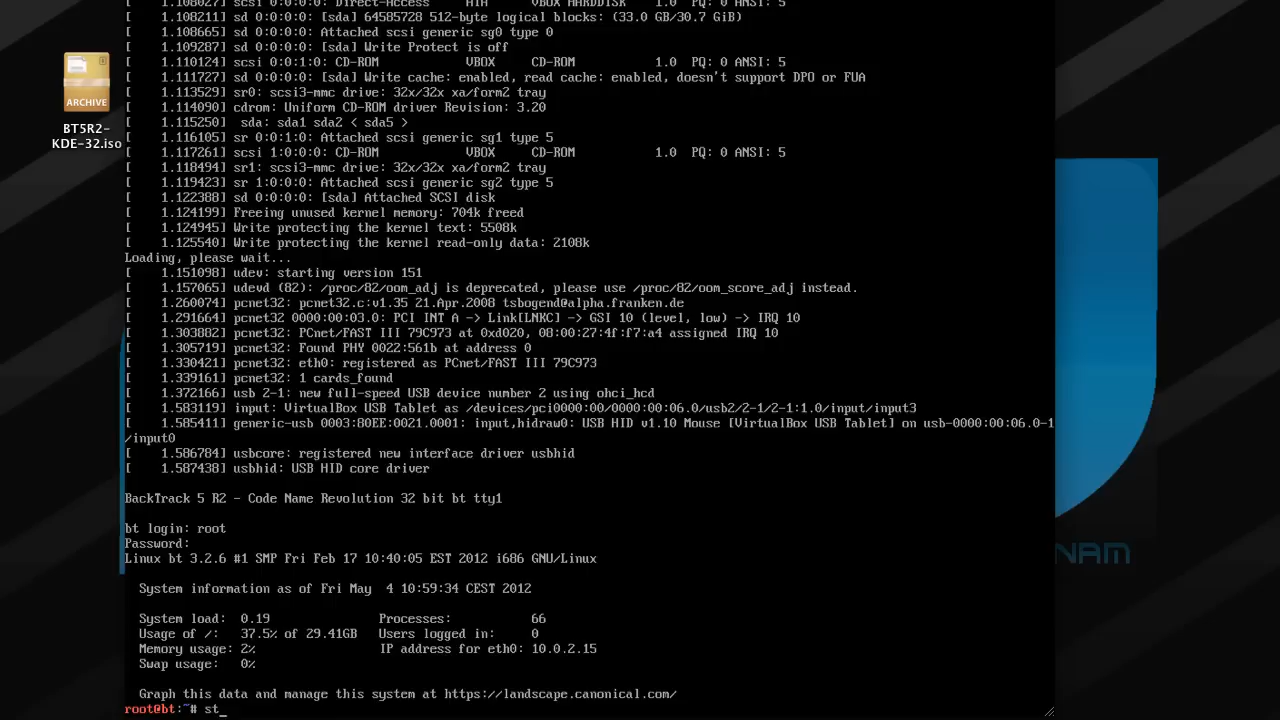 [    1.108027] scsi 0:0:0:0: Direct-Access     ATA      VBOX HARDDISK    1.0  PQ: 0 ANSI: 5
[    1.108211] sd 0:0:0:0: [sda] 64585728 512-byte logical blocks: (33.0 GB/30.7 GiB)
[    1.108665] sd 0:0:0:0: Attached scsi generic sg0 type 0
[    1.109287] sd 0:0:0:0: [sda] Write Protect is off
[    1.110124] scsi 0:0:1:0: CD-ROM            VBOX     CD-ROM           1.0  PQ: 0 ANSI: 5
[    1.111727] sd 0:0:0:0: [sda] Write cache: enabled, read cache: enabled, doesn't support DPO or FUA
[    1.113529] sr0: scsi3-mmc drive: 32x/32x xa/form2 tray
[    1.114090] cdrom: Uniform CD-ROM driver Revision: 3.20
[    1.115250]  sda: sda1 sda2 < sda5 >
[    1.116105] sr 0:0:1:0: Attached scsi generic sg1 type 5
[    1.117261] scsi 1:0:0:0: CD-ROM            VBOX     CD-ROM           1.0  PQ: 0 ANSI: 5
[    1.118494] sr1: scsi3-mmc drive: 32x/32x xa/form2 tray
[    1.119423] sr 1:0:0:0: Attached scsi generic sg2 type 5
[    1.122388] sd 0:0:0:0: [sda] Attached SCSI disk
[    1.124199] Freeing unused kernel memory: 704k freed
[    1.124945] Write protecting the kernel text: 5508k
[    1.125540] Write protecting the kernel read-only data: 2108k
Loading, please wait...
[    1.151098] udev: starting version 151
[    1.157065] udevd (82): /proc/82/oom_adj is deprecated, please use /proc/82/oom_score_adj instead.
[    1.260074] pcnet32: pcnet32.c:v1.35 21.Apr.2008 tsbogend@alpha.franken.de
[    1.291664] pcnet32 0000:00:03.0: PCI INT A -> Link[LNKC] -> GSI 10 (level, low) -> IRQ 10
[    1.303882] pcnet32: PCnet/FAST III 79C973 at 0xd020, 08:00:27:4f:f7:a4 assigned IRQ 10
[    1.305719] pcnet32: Found PHY 0022:561b at address 0
[    1.330421] pcnet32: eth0: registered as PCnet/FAST III 79C973
[    1.339161] pcnet32: 1 cards_found
[    1.372166] usb 2-1: new full-speed USB device number 2 using ohci_hcd
[    1.583119] input: VirtualBox USB Tablet as /devices/pci0000:00/0000:00:06.0/usb2/2-1/2-1:1.0/input/input3
[    1.585411] generic-usb 0003:80EE:0021.0001: input,hidraw0: USB HID v1.10 Mouse [VirtualBox USB Tablet] on usb-0000:00:06.0-1
/input0
[    1.586784] usbcore: registered new interface driver usbhid
[    1.587438] usbhid: USB HID core driver
BackTrack 5 R2 - Code Name Revolution 32 bit bt tty1
bt login: root
Password:
Linux bt 3.2.6 #1 SMP Fri Feb 17 10:40:05 EST 2012 i686 GNU/Linux
System information as of Fri May  4 10:59:34 CEST 2012
System load:  0.19               Processes:           66
Usage of /:   37.5% of 29.41GB   Users logged in:     0
Memory usage: 2%                 IP address for eth0: 10.0.2.15
Swap usage:   0%
Graph this data and manage this system at https://landscape.canonical.com/
root@bt:~# st_
ARCHIVE
BT5R2-
KDE-32.iso
NAM